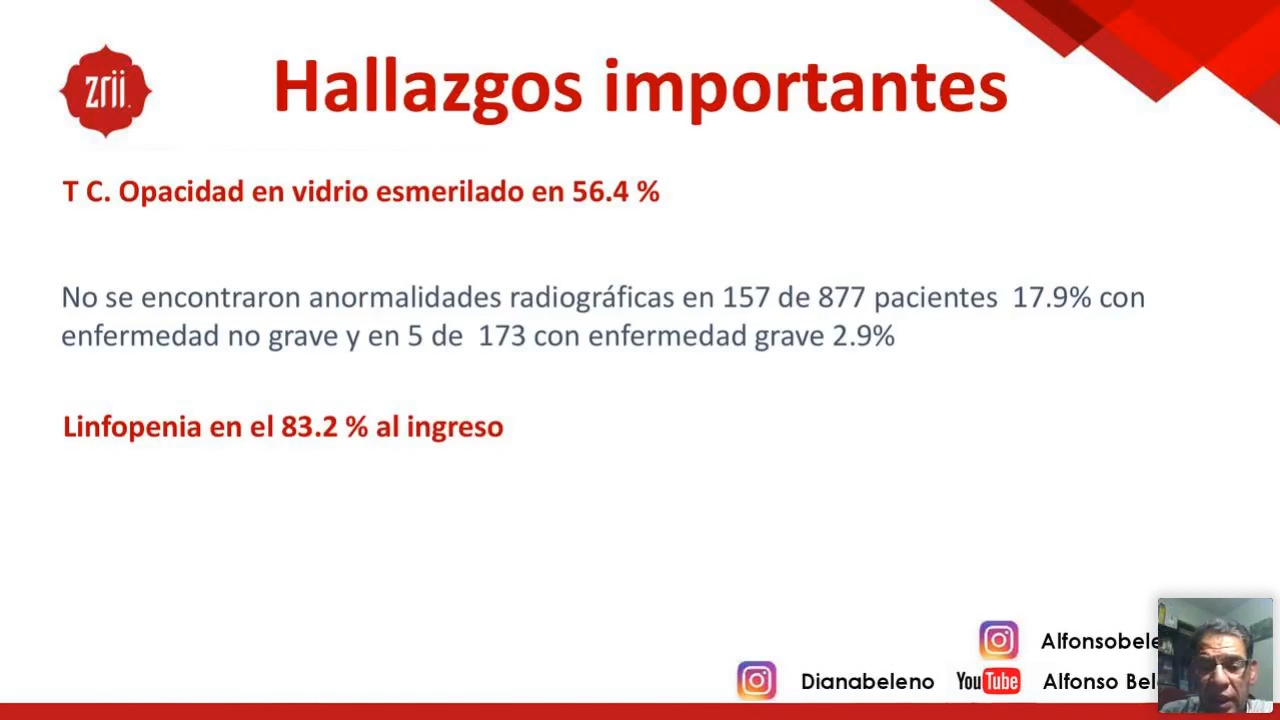 zrii
Hallazgos importantes
T C. Opacidad en vidrio esmerilado en 56.4 %
No se encontraron anormalidades radiográficas en 157 de 877 pacientes 17.9% con
enfermedad no grave y en 5 de 173 con enfermedad grave 2.9%
Linfopenia en el 83.2 % al ingreso
Dianabeleno
YouTube
Alfonso